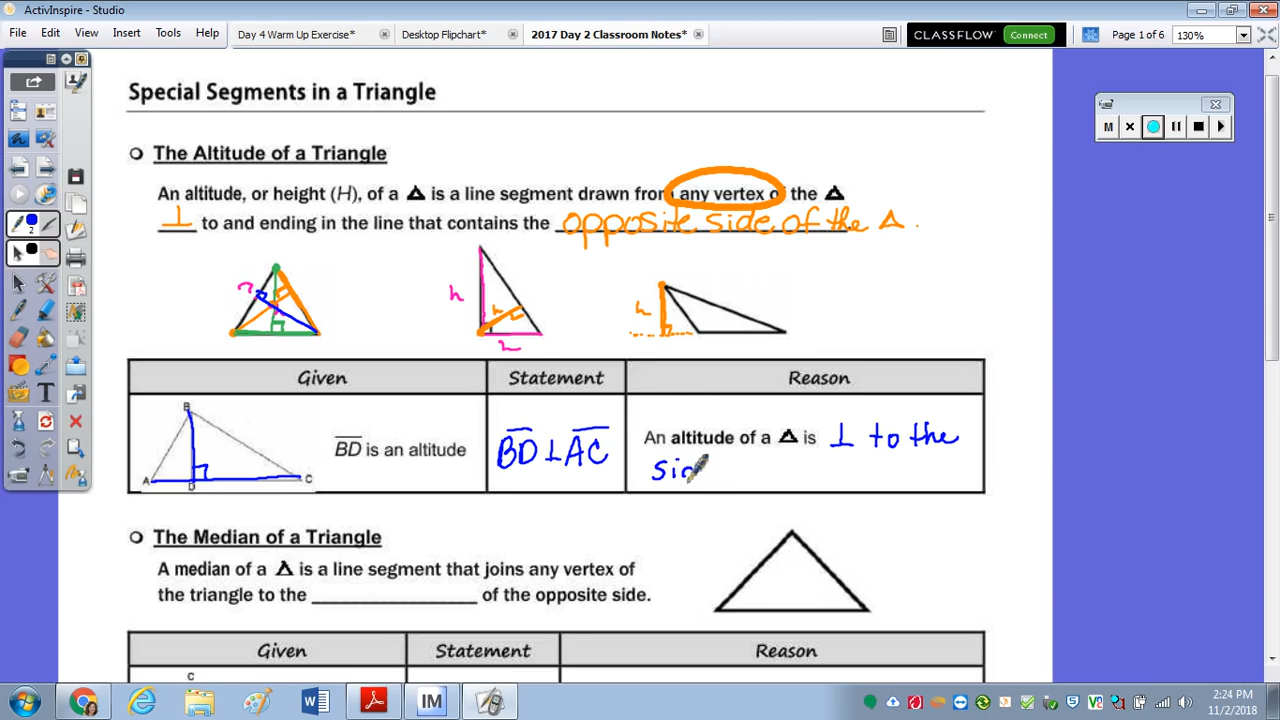 ActivInspire - Studio
File Edit View Insert Tools Help
Day 4 Warm Up Exercise*
Desktop Flipchart*
2017 Day 2 Classroom Notes*
CLASSFLOW Connect
Page 1 of 6
130%
Special Segments in a Triangle
The Altitude of a Triangle
An altitude, or height (H), of a Δ is a line segment drawn from any vertex of the Δ
⊥ to and ending in the line that contains the opposite side of the Δ.
h h h h
Given Statement Reason
B A D C
BD is an altitude
BD ⊥ AC
An altitude of a Δ is ⊥ to the
sid
The Median of a Triangle
A median of a Δ is a line segment that joins any vertex of
the triangle to the ________________ of the opposite side.
Given Statement Reason
C
M
2
T
W
IM
2:24 PM
11/2/2018